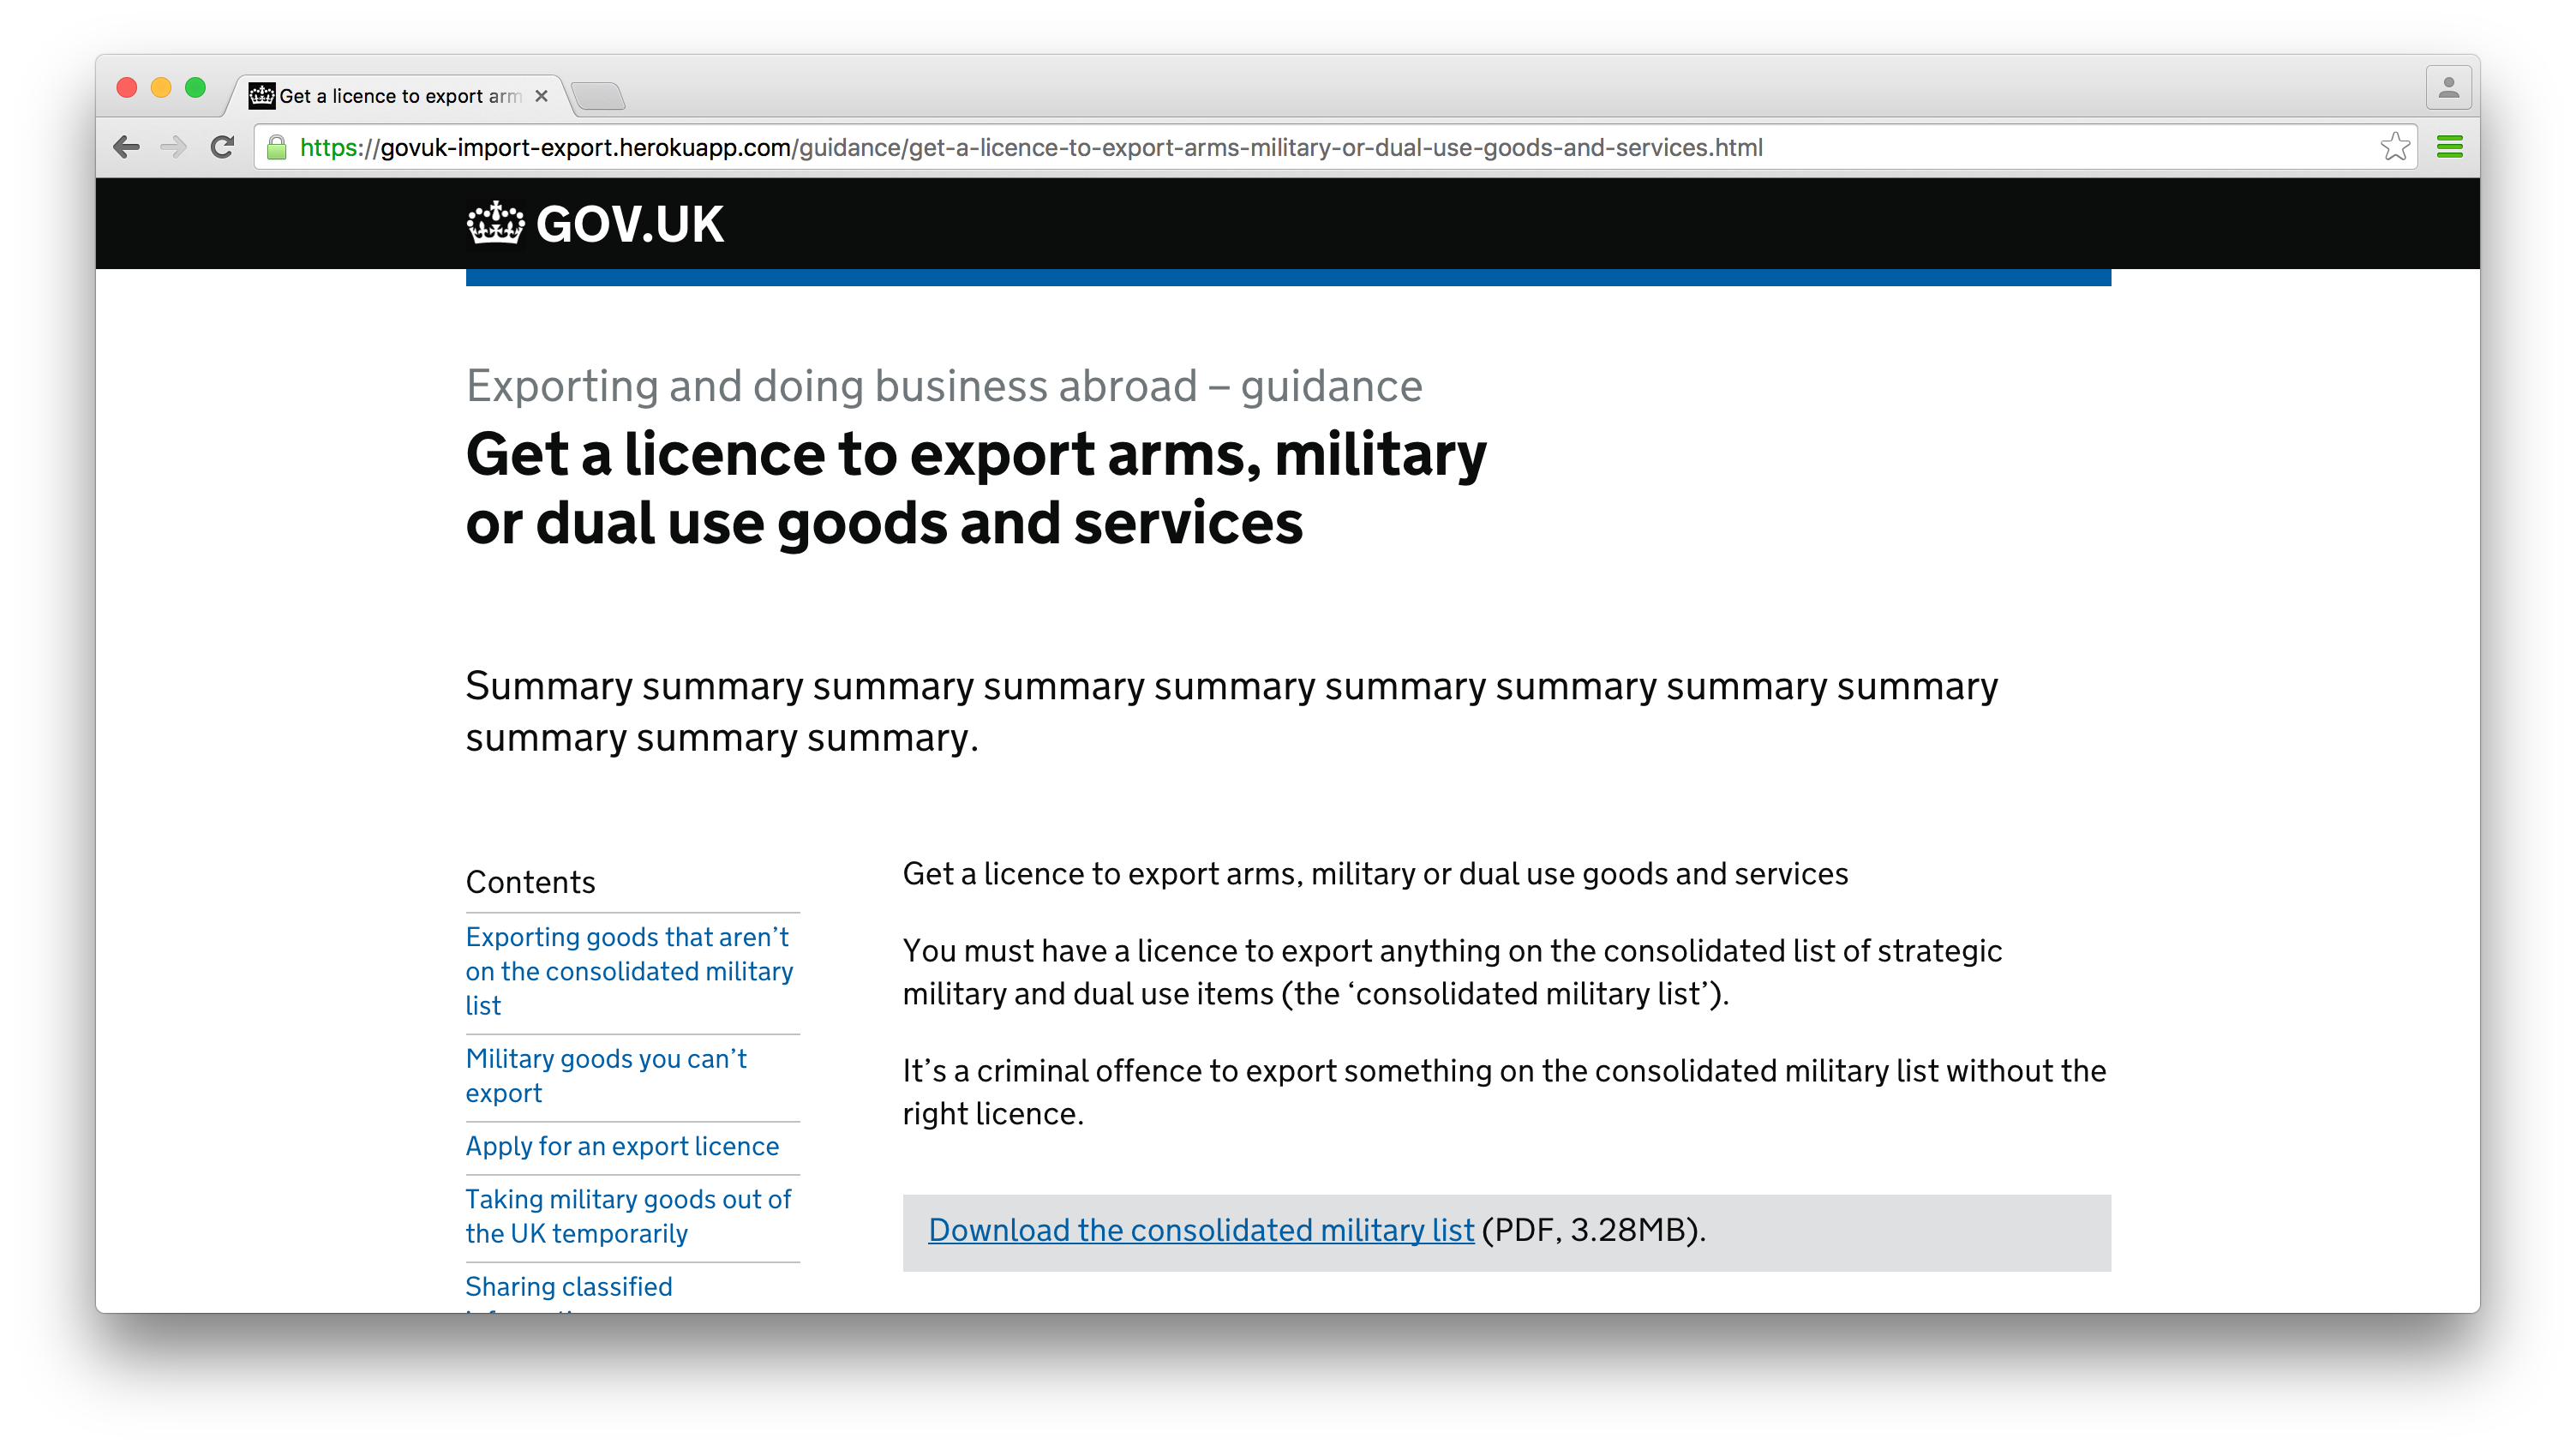 Get a licence to export arm
https://govuk-import-export.herokuapp.com/guidance/get-a-licence-to-export-arms-military-or-dual-use-goods-and-services.html
GOV.UK
Exporting and doing business abroad – guidance
Get a licence to export arms, military
or dual use goods and services
Summary summary summary summary summary summary summary summary summary
summary summary summary.
Contents
Exporting goods that aren’t
on the consolidated military
list
Military goods you can’t
export
Apply for an export licence
Taking military goods out of
the UK temporarily
Sharing classified
Get a licence to export arms, military or dual use goods and services
You must have a licence to export anything on the consolidated list of strategic
military and dual use items (the ‘consolidated military list’).
It’s a criminal offence to export something on the consolidated military list without the
right licence.
Download the consolidated military list (PDF, 3.28MB).